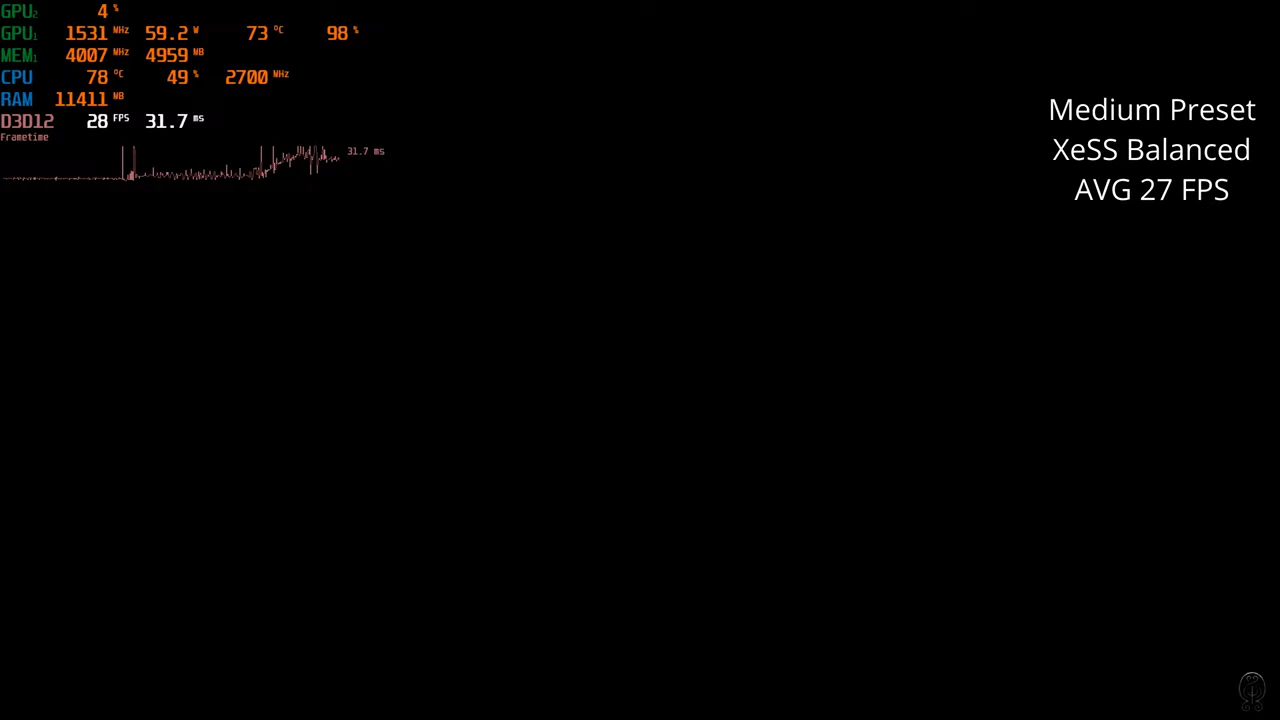 GPU2 4 %
GPU1 1531 MHz 59.2 W 73 °C 98 %
MEM1 4007 MHz 4959 MB
CPU 78 °C 49 % 2700 MHz
RAM 11411 MB
D3D12 28 FPS 31.7 ms
Frametime
31.7 ms
Medium Preset
XeSS Balanced
AVG 27 FPS